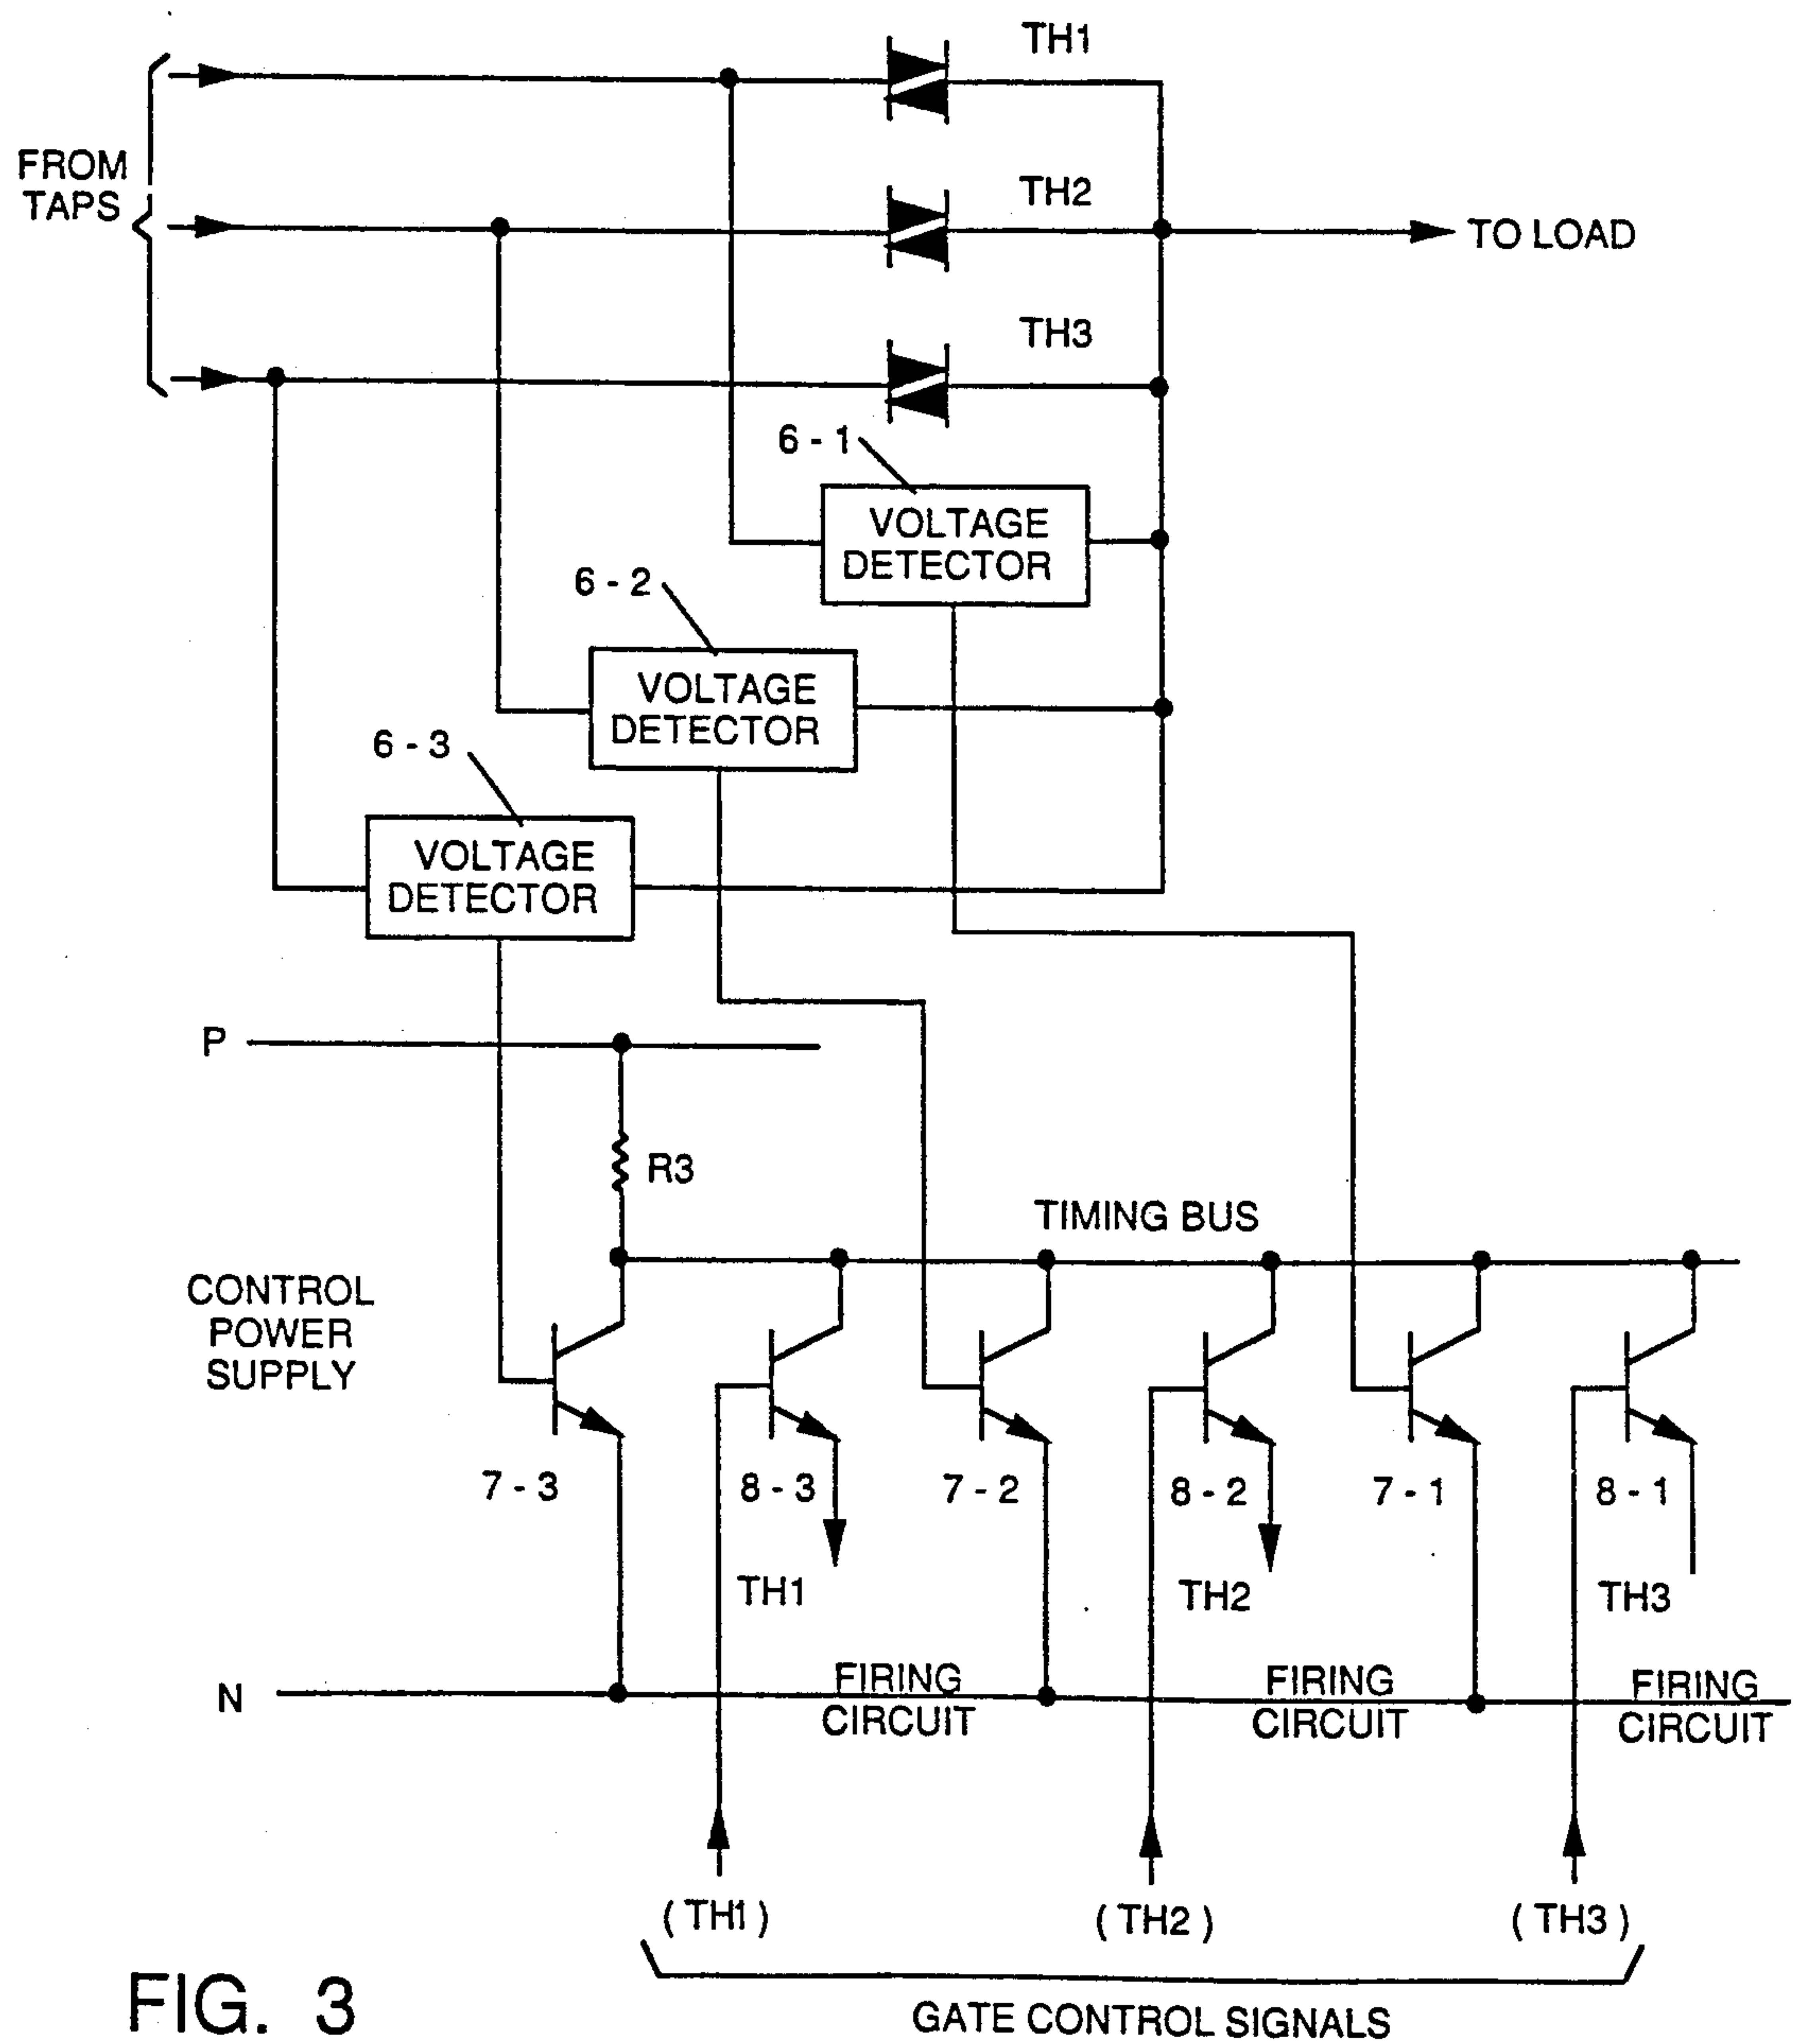 TH1
FROM
TAPS
TH2
TO LOAD
TH3
6 - 1
VOLTAGE
DETECTOR
6 - 2
VOLTAGE
DETECTOR
6 - 3
VOLTAGE
DETECTOR
P
R3
TIMING BUS
CONTROL
POWER
SUPPLY
7 - 3
8 - 3
7 - 2
8 - 2
7 - 1
8 - 1
TH1
TH2
TH3
N
FIRING
CIRCUIT
FIRING
CIRCUIT
FIRING
CIRCUIT
( TH1 )
( TH2 )
( TH3 )
GATE CONTROL SIGNALS
FIG. 3